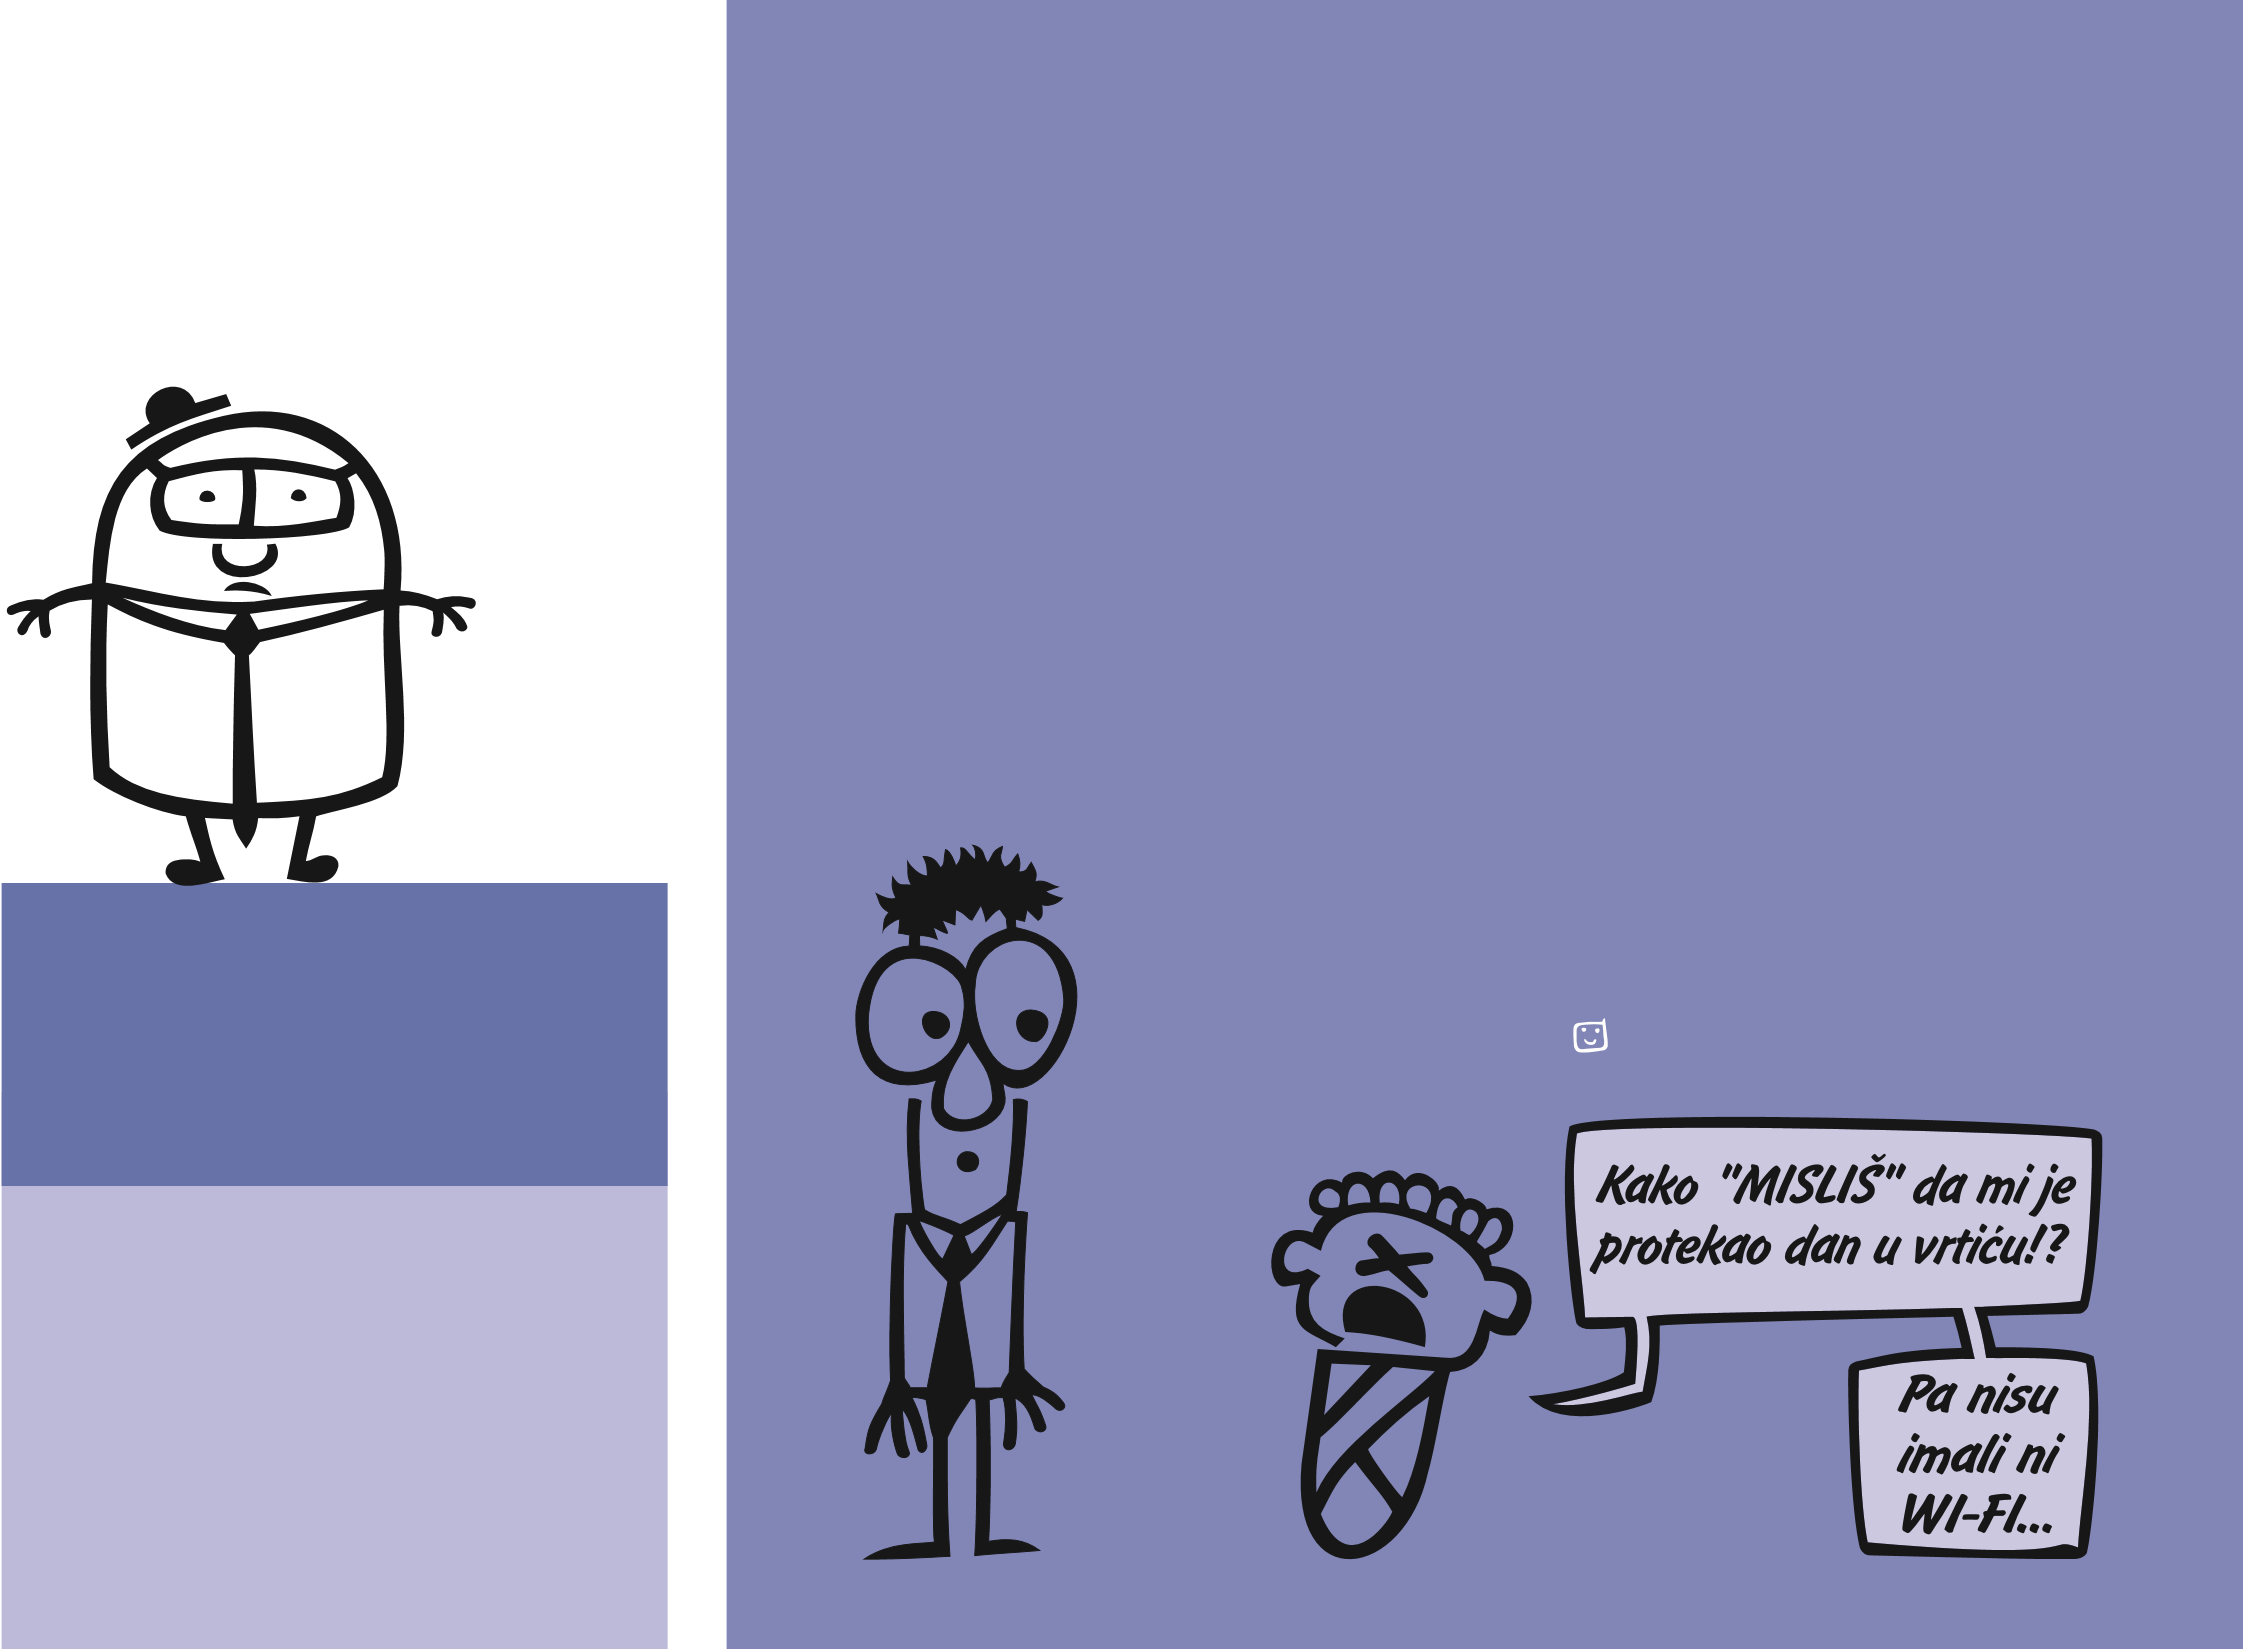 Kako "MISLIŠ" da mi je
protekao dan u vrtiću!?
Pa nisu
imali ni
WI-FI...